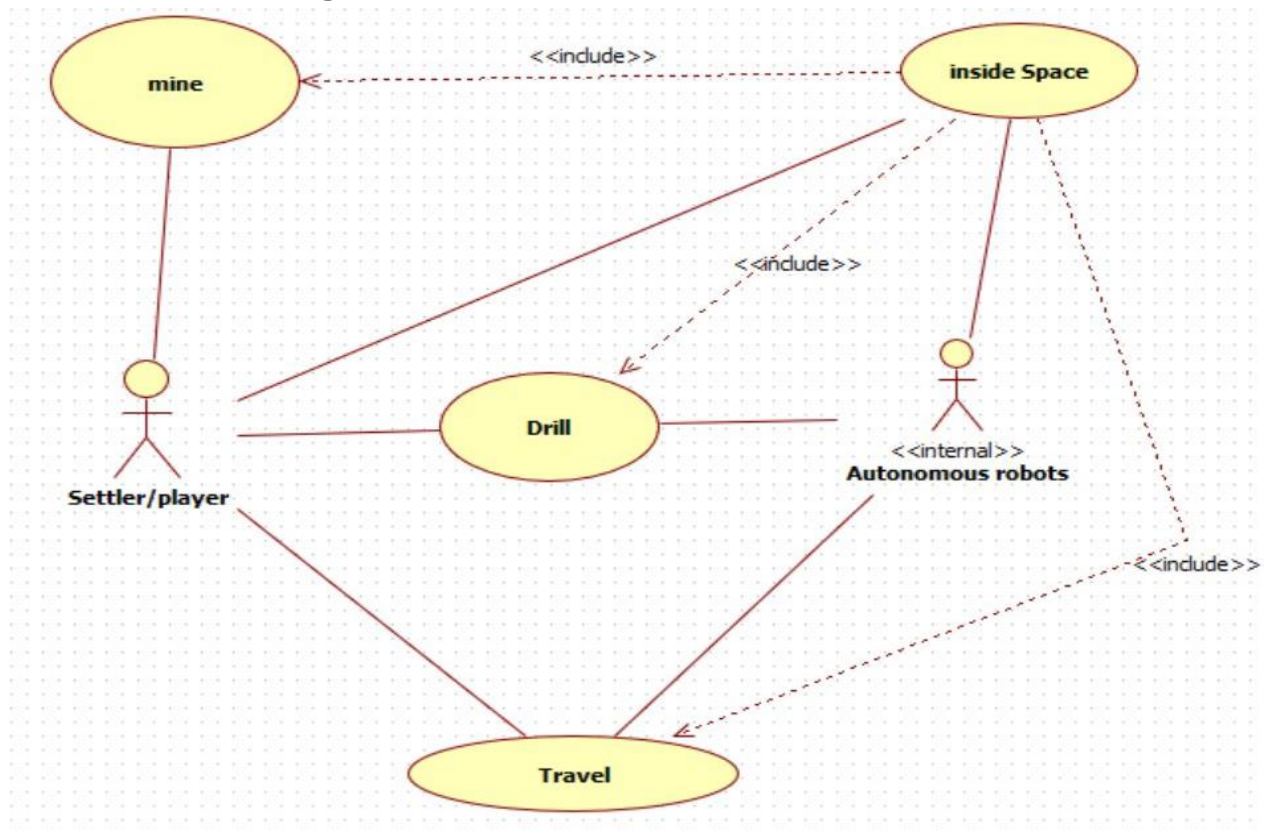 mine
<<include>>
inside Space
<<include>>
Drill
<<internal>>
Autonomous robots
Settler/player
<<include>>
Travel